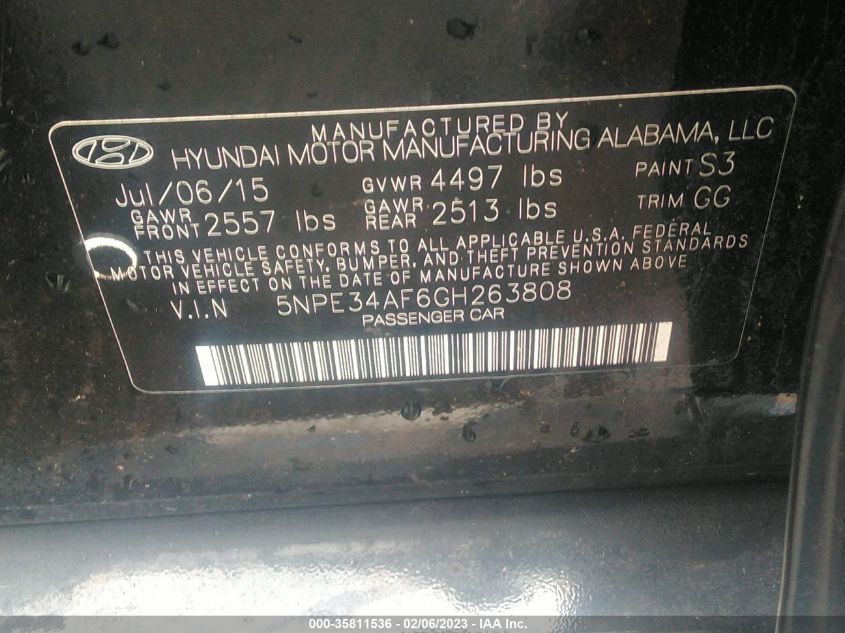 MANUFACTURED BY
HYUNDAI MOTOR MANUFACTURING ALABAMA, LLC
Jul/06/15 GVWR 4497 lbs PAINT S3
GAWR FRONT 2557 lbs GAWR REAR 2513 lbs TRIM GG
THIS VEHICLE CONFORMS TO ALL APPLICABLE U.S.A. FEDERAL
MOTOR VEHICLE SAFETY, BUMPER, AND THEFT PREVENTION STANDARDS
IN EFFECT ON THE DATE OF MANUFACTURE SHOWN ABOVE
V.I.N 5NPE34AF6GH263808
PASSENGER CAR
000-35811536 - 02/06/2023 - IAA Inc.